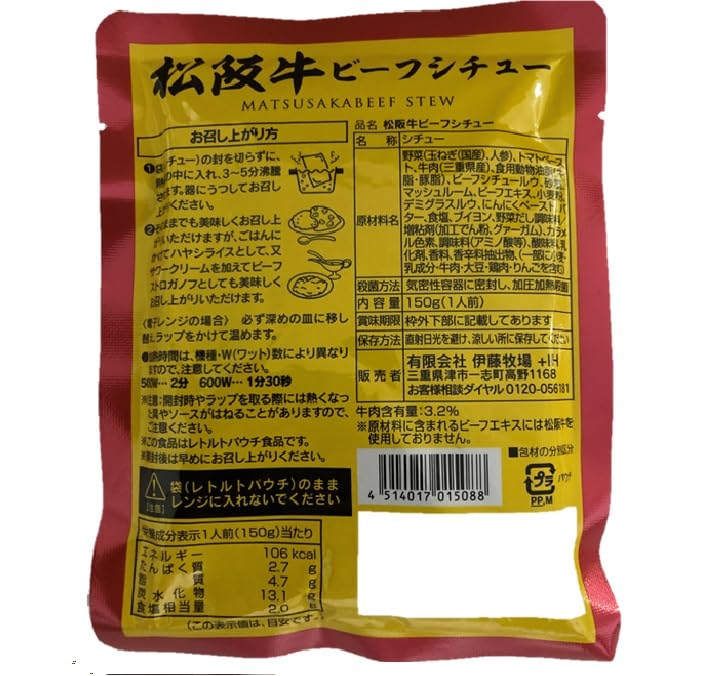 松阪牛ビーフシチュー
MATSUSAKABEEF STEW
お召し上がり方
チュー)の封を切らずに、
の中に入れ、3〜5分沸騰
ます。器にうつしてお召し
上がりください。
ままでも美味しくお召し上
がりいただけますが、ごはんに
かけてハヤシライスとして、又
サワークリームを加えてビーフ
ストロガノフとしても美味しく
お召し上がりいただけます。
レンジの場合) 必ず深めの皿に移し
替えラップをかけて温めます。
時間は、機種・W(ワット)数により異なり
ますので、注意してください。
500W…2分 600W…1分30秒
注意:開封時やラップを取る際には熱くなっ
た具やソースがはねることがありますので、
ご注意ください。
※この食品はレトルトパウチ食品です。
封後は早めにお召し上がりください。
【注意】
袋(レトルトパウチ)のまま
レンジに入れないでください
栄養成分表示1人前(150g)当たり
エネルギー 106 kcal
たんぱく質 2.7 g
脂質 4.7 g
炭水化物 13.1 g
食塩相当量 2.0 g
(この表示値は、目安です。)
品名 松阪牛ビーフシチュー
名称 シチュー
原材料名
野菜(玉ねぎ(国産)、人参)、トマトペー
スト、牛肉(三重県産)、食用動物油脂
脂・豚脂)、ビーフシチュールウ、砂糖
マッシュルーム、ビーフエキス、小麦粉
デミグラスルウ、にんにくペースト、バ
ター、食塩、ブイヨン、野菜だし調味料
増粘剤(加工でん粉、グァーガム)、カラメ
ル色素、調味料(アミノ酸等)、酸味料、乳
化剤、香料、香辛料抽出物、(一部に小麦・
乳成分・牛肉・大豆・鶏肉・りんごを含む)
殺菌方法 気密性容器に密封し、加圧加熱殺菌
内容量 150g(1人前)
賞味期限 枠外下部に記載してあります
保存方法 直射日光を避け、涼しい所に保存してください
販売者
有限会社 伊藤牧場 +IH
三重県津市一志町高野1168
お客様相談ダイヤル 0120-056181
牛肉含有量:3.2%
※原材料に含まれるビーフエキスには松阪牛を
使用しておりません。
■包材の分別区分
4 514017 015088
プラ
パウチ
PP,M